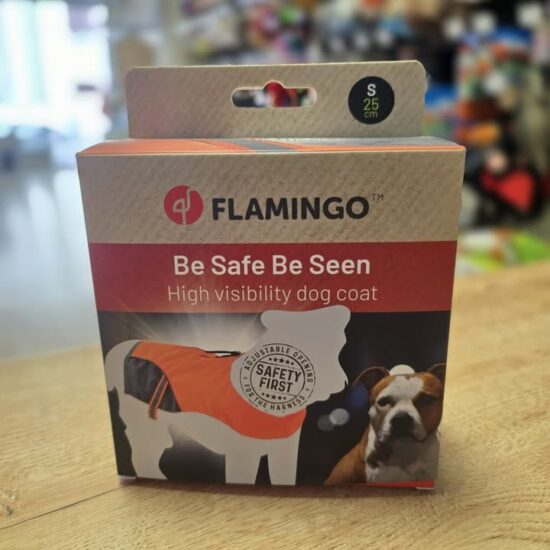 S
25
cm
FLAMINGO™
Be Safe Be Seen
High visibility dog coat
ADJUSTABLE OPENING
SAFETY
FIRST
FOR THE HARNESS